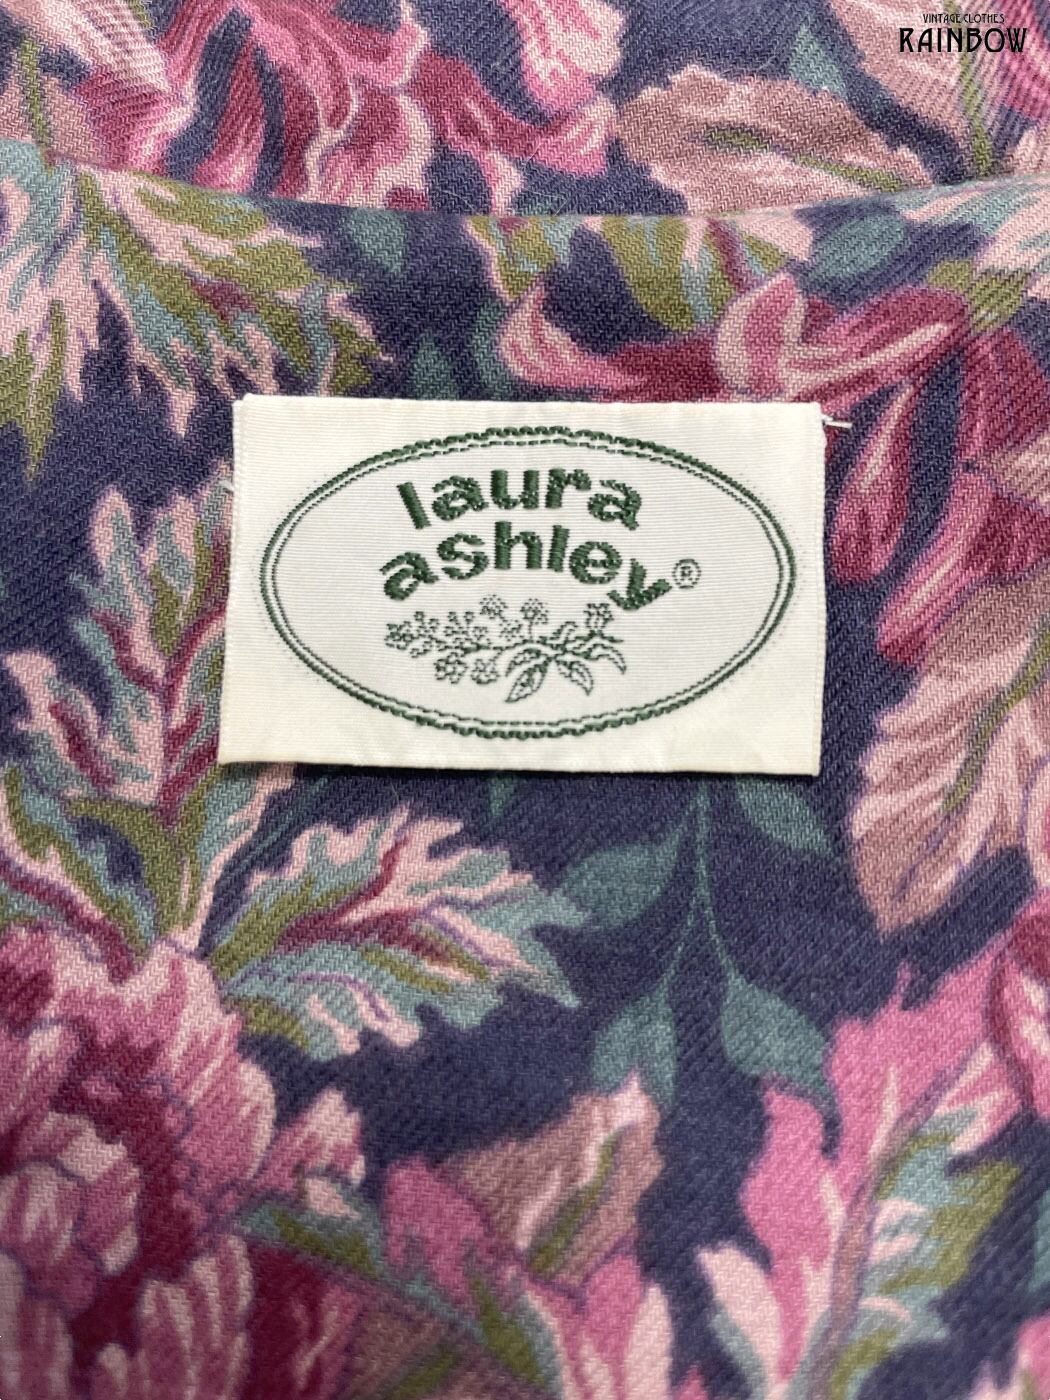 VINTAGE CLOTHES
RAINBOW
laura
ashley®